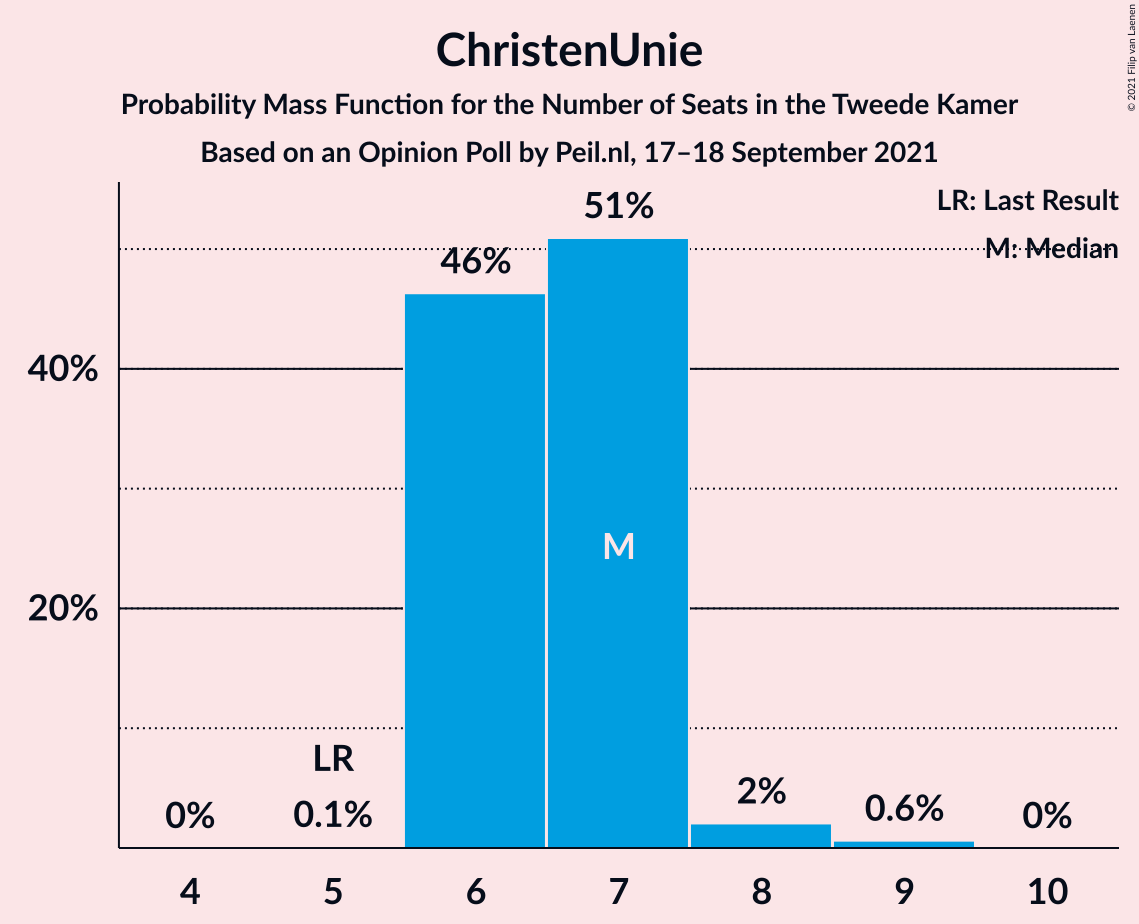 ChristenUnie
Probability Mass Function for the Number of Seats in the Tweede Kamer
Based on an Opinion Poll by Peil.nl, 17–18 September 2021
© 2021 Filip van Laenen
LR: Last Result
M: Median
51%
46%
40%
M
20%
LR
0%
0.1%
2%
0.6%
0%
4
5
6
7
8
9
10